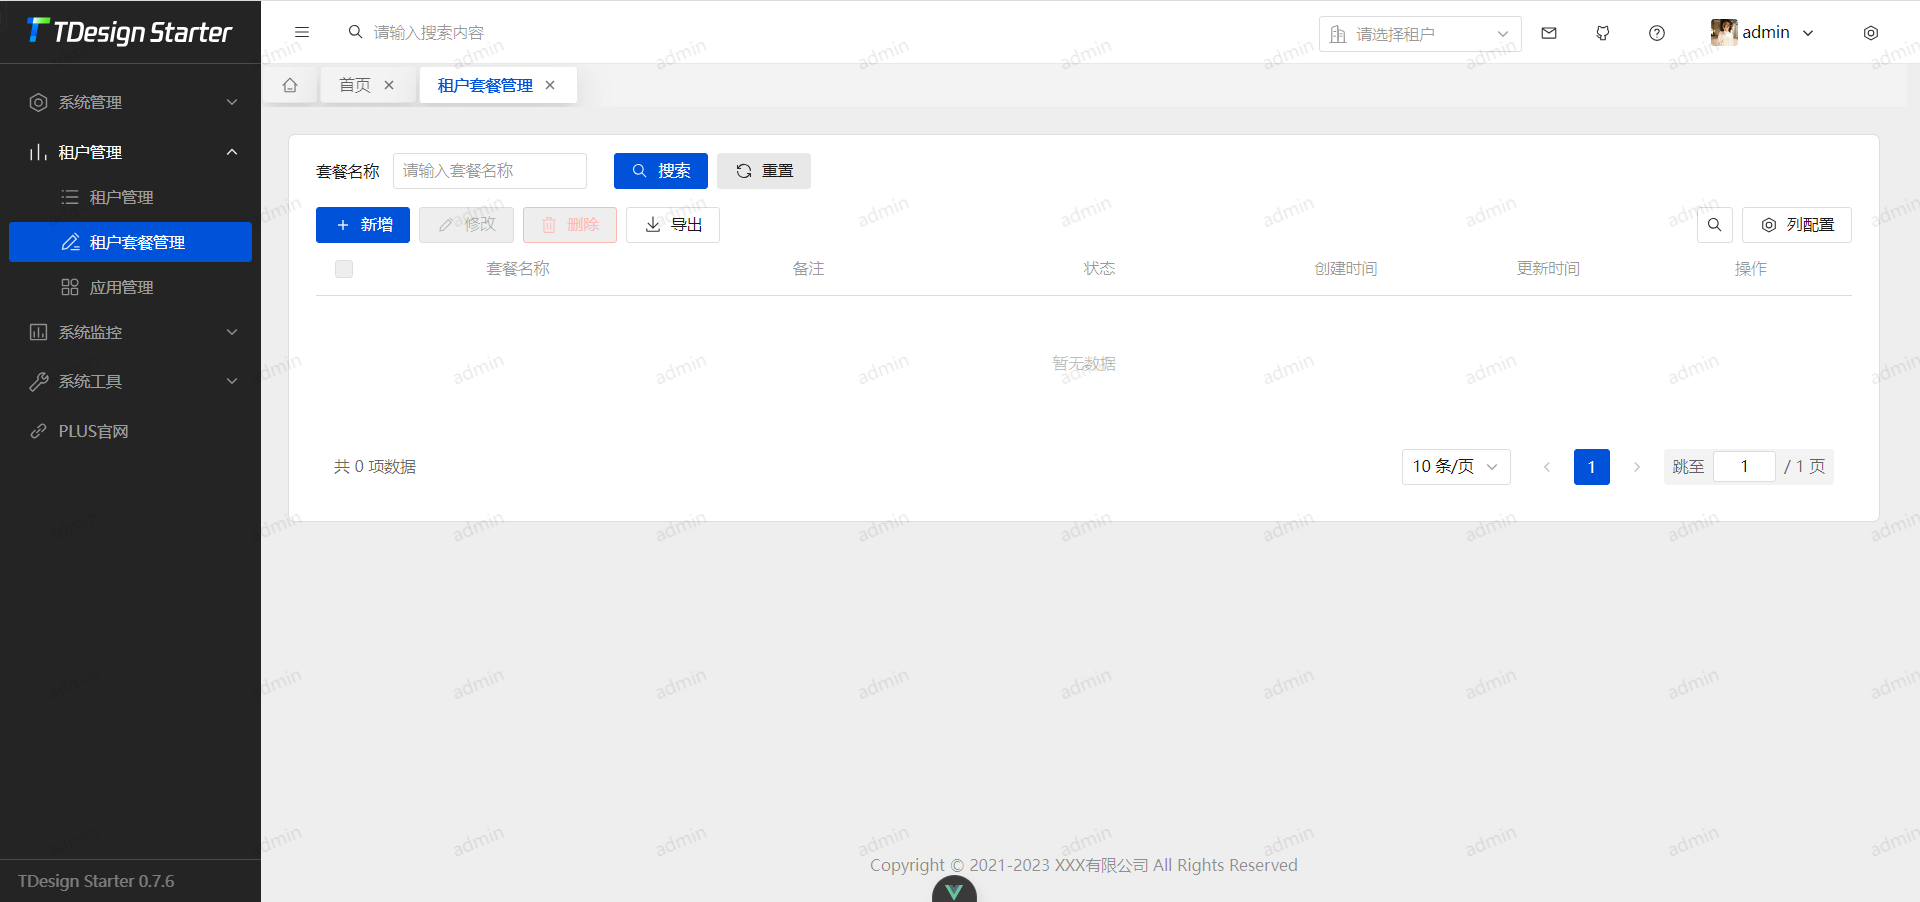 TDesign Starter
请输入搜索内容
请选择租户
admin
首页
租户套餐管理
系统管理
租户管理
租户管理
租户套餐管理
应用管理
系统监控
系统工具
PLUS官网
套餐名称
请输入套餐名称
搜索
重置
新增
修改
删除
导出
列配置
套餐名称 备注 状态 创建时间 更新时间 操作
暂无数据
共 0 项数据
10 条/页
1
跳至 1 / 1 页
Copyright © 2021-2023 XXX有限公司 All Rights Reserved
TDesign Starter 0.7.6